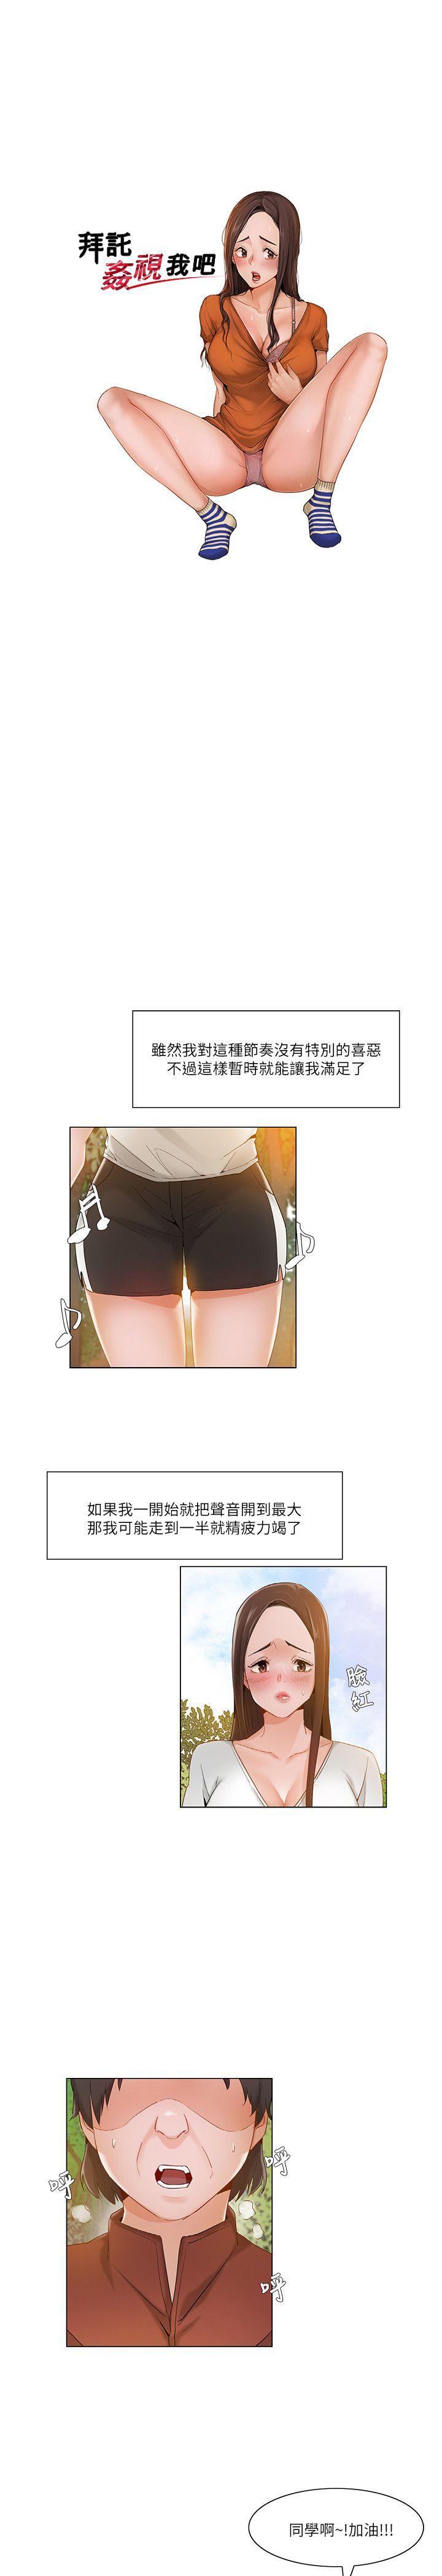 拜託
姦視我吧
雖然我對這種節奏沒有特別的喜惡
不過這樣暫時就能讓我滿足了
如果我一開始就把聲音開到最大
那我可能走到一半就精疲力竭了
臉
紅
呼
呼
呼
同學啊~!加油!!!